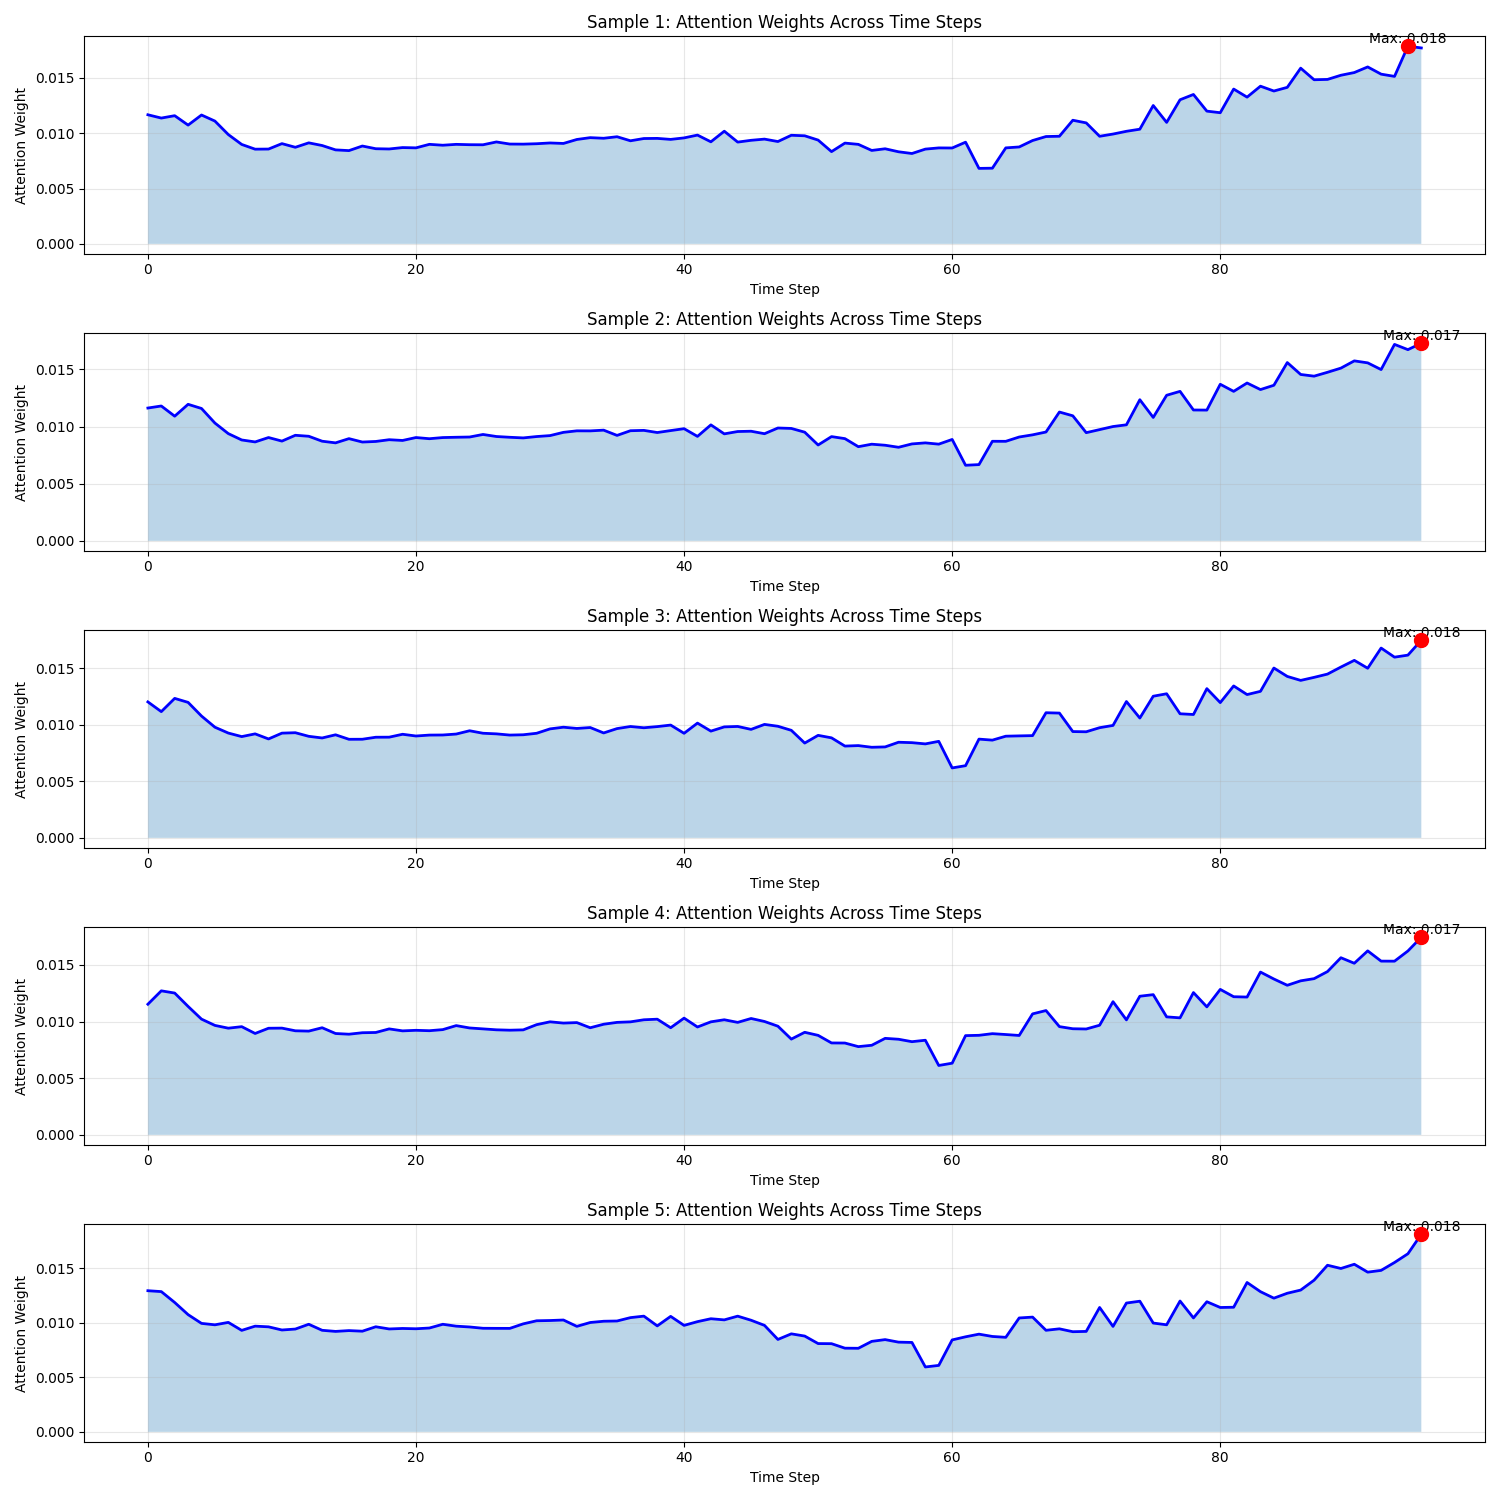 Sample 1: Attention Weights Across Time Steps
Max: 0.018
0.015
0.010
0.005
0.000
Attention Weight
0 20 40 60 80
Time Step
Sample 2: Attention Weights Across Time Steps
Max: 0.017
0.015
0.010
0.005
0.000
Attention Weight
0 20 40 60 80
Time Step
Sample 3: Attention Weights Across Time Steps
Max: 0.018
0.015
0.010
0.005
0.000
Attention Weight
0 20 40 60 80
Time Step
Sample 4: Attention Weights Across Time Steps
Max: 0.017
0.015
0.010
0.005
0.000
Attention Weight
0 20 40 60 80
Time Step
Sample 5: Attention Weights Across Time Steps
Max: 0.018
0.015
0.010
0.005
0.000
Attention Weight
0 20 40 60 80
Time Step